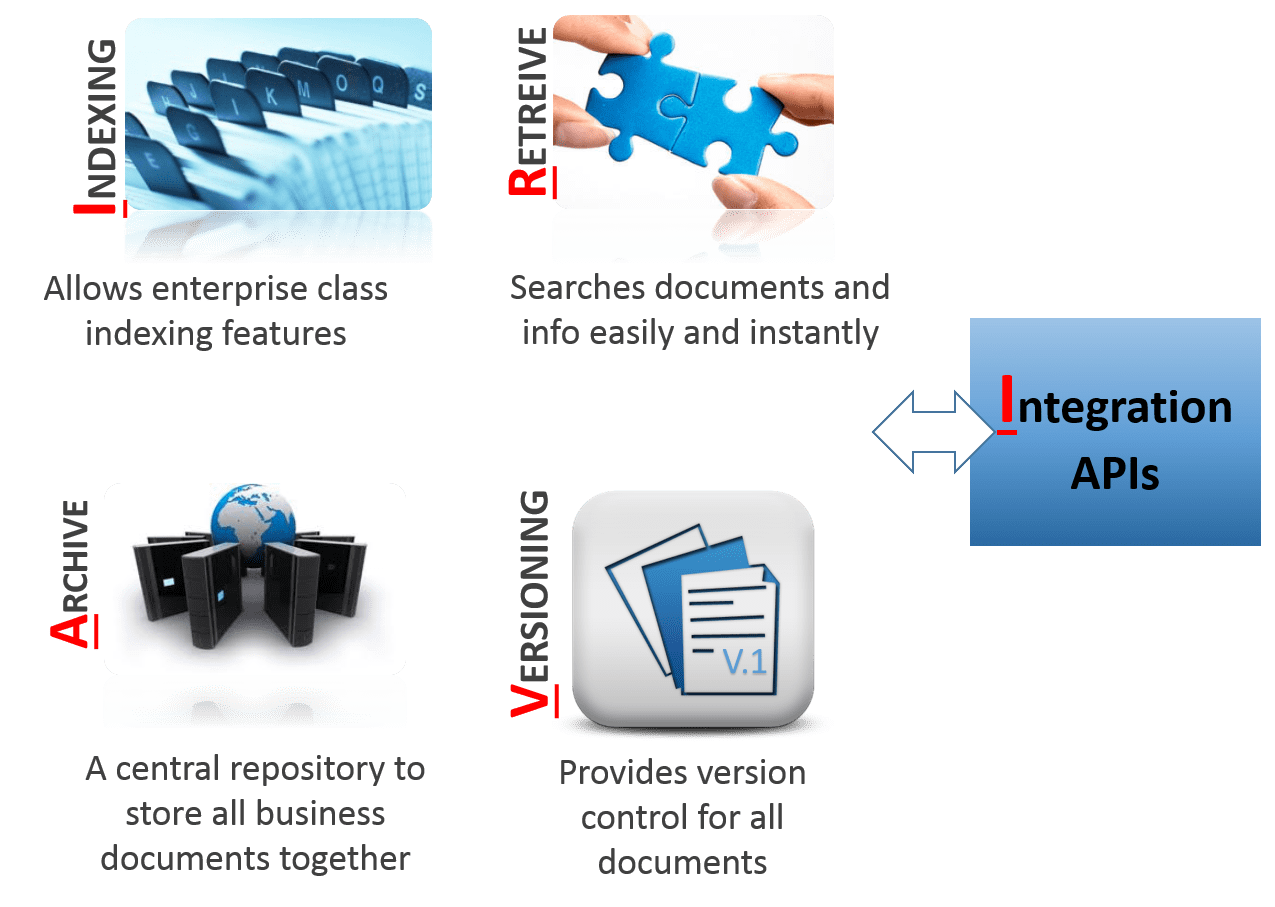 INDEXING
E
G
H
I
J
J
K
M
O
Q
S
Allows enterprise class
indexing features
RETREIVE
Searches documents and
info easily and instantly
Integration
APIs
ARCHIVE
A central repository to
store all business
documents together
VERSIONING
V.1
Provides version
control for all
documents